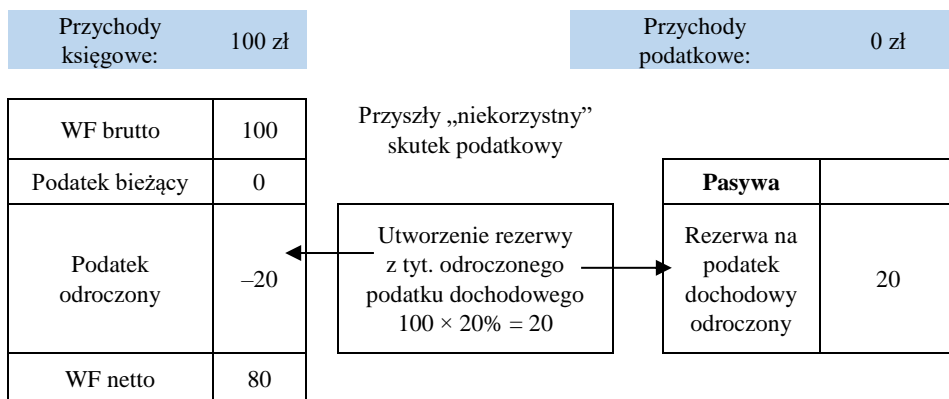 Przychody
księgowe:
100 zł
Przychody
podatkowe:
0 zł
WF brutto
100
Przyszły „niekorzystny”
skutek podatkowy
Podatek bieżący
0
Pasywa
Podatek
odroczony
–20
Utworzenie rezerwy
z tyt. odroczonego
podatku dochodowego
100 × 20% = 20
Rezerwa na
podatek
dochodowy
odroczony
20
WF netto
80